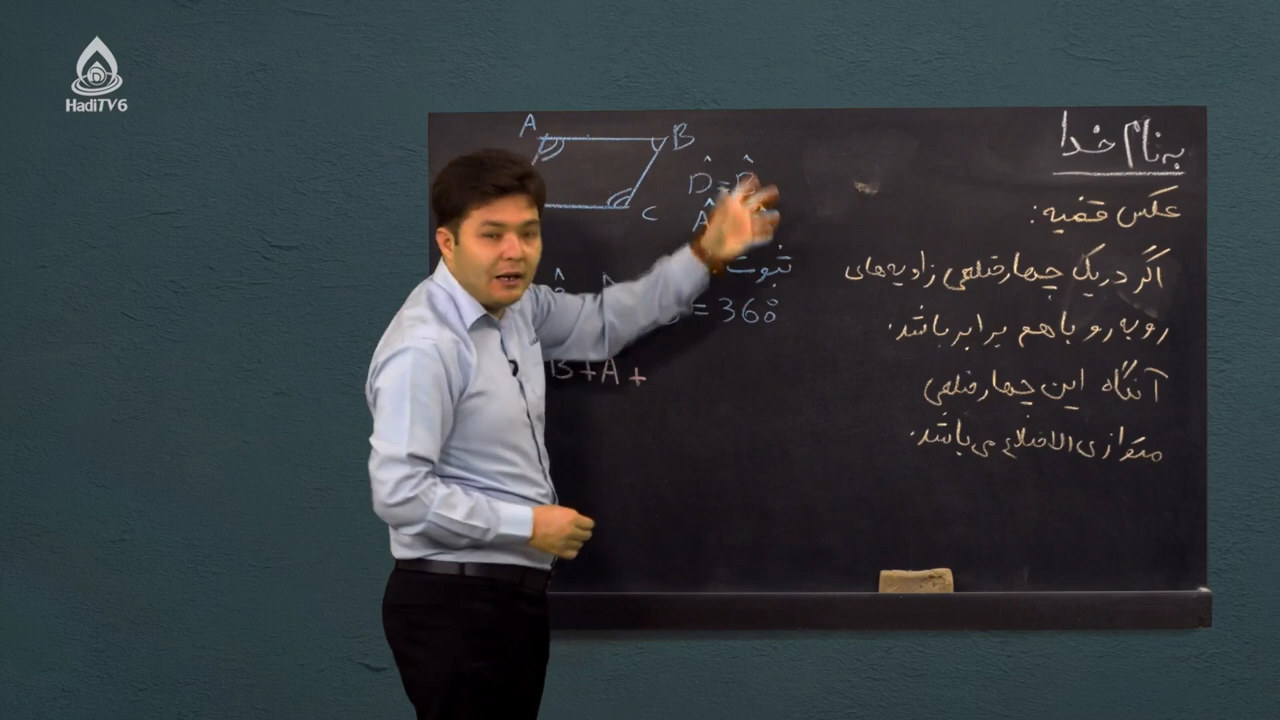 HadiTV6
به نام خدا
عکس قضیه:
اگر در یک چهارضلعی زاویه‌های
روبه‌رو باهم برابر باشد.
آنگاه این چهارضلعی
متوازی الاضلاع می‌باشد.
A
B
C
D̂ =
Â
ثبوت
= 360°
B + A +